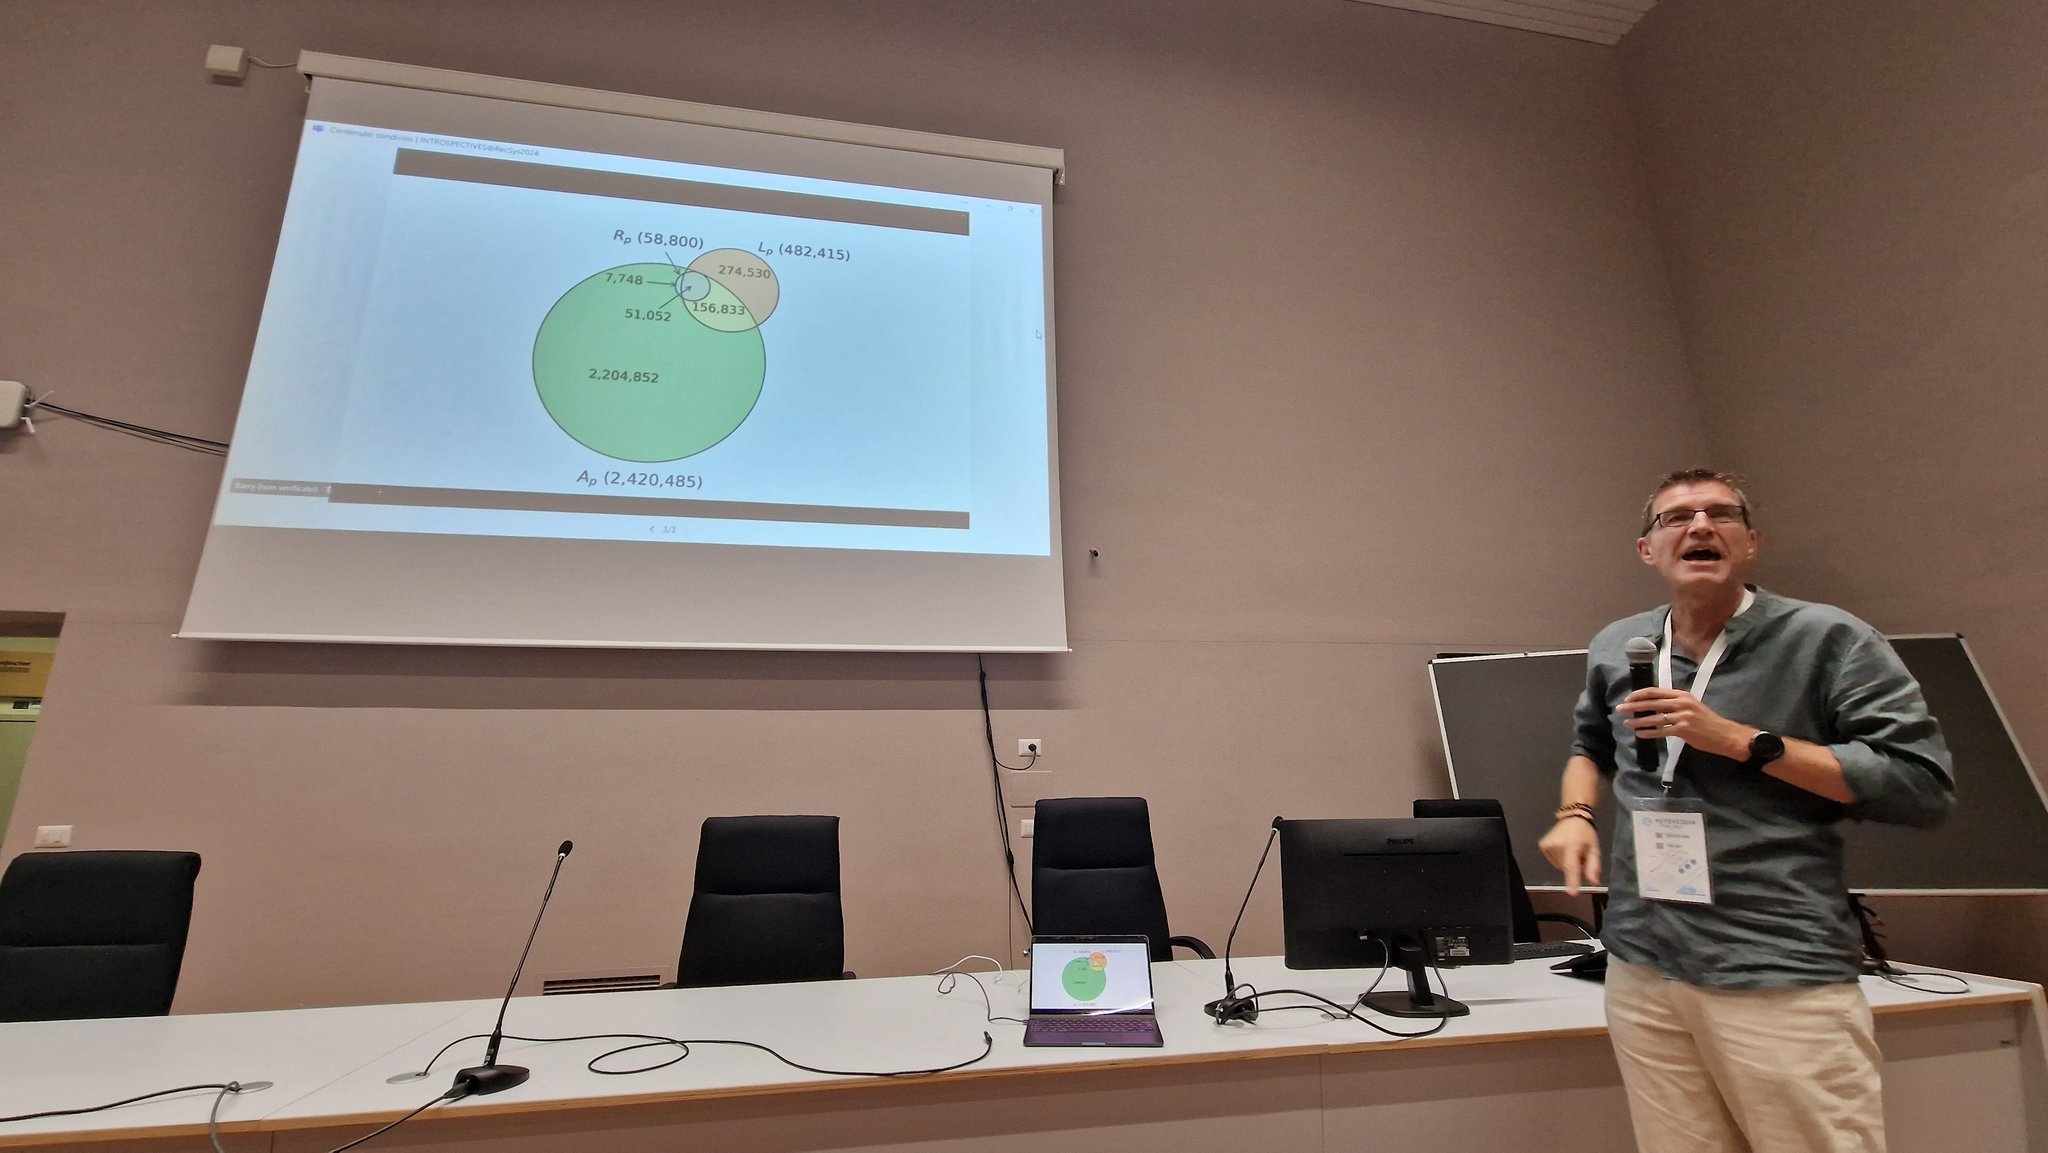 Contenuto condiviso | INTROSPECTIVES@RecSys2024
Rp (58,800)
Lp (482,415)
274,530
7,748
156,833
51,052
2,204,852
Ap (2,420,485)
(non verificato)
3/3
PHILIPS